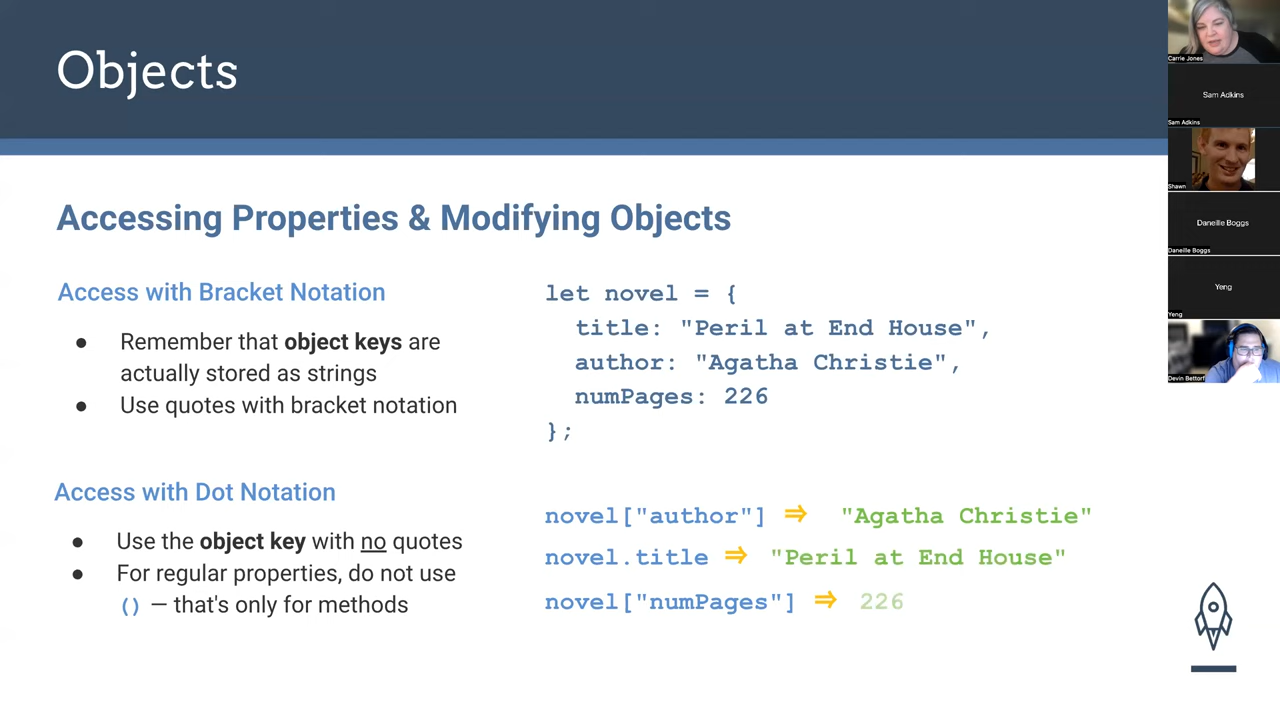 Objects
Accessing Properties & Modifying Objects
Access with Bracket Notation
● Remember that object keys are
actually stored as strings
● Use quotes with bracket notation
Access with Dot Notation
● Use the object key with no quotes
● For regular properties, do not use
() — that's only for methods
let novel = {
title: "Peril at End House",
author: "Agatha Christie",
numPages: 226
};
novel["author"] ⇒ "Agatha Christie"
novel.title ⇒ "Peril at End House"
novel["numPages"] ⇒ 226
Carrie Jones
Sam Adkins
Sam Adkins
Shawn
Daneille Boggs
Daneille Boggs
Yeng
Yeng
Devin Bettorf